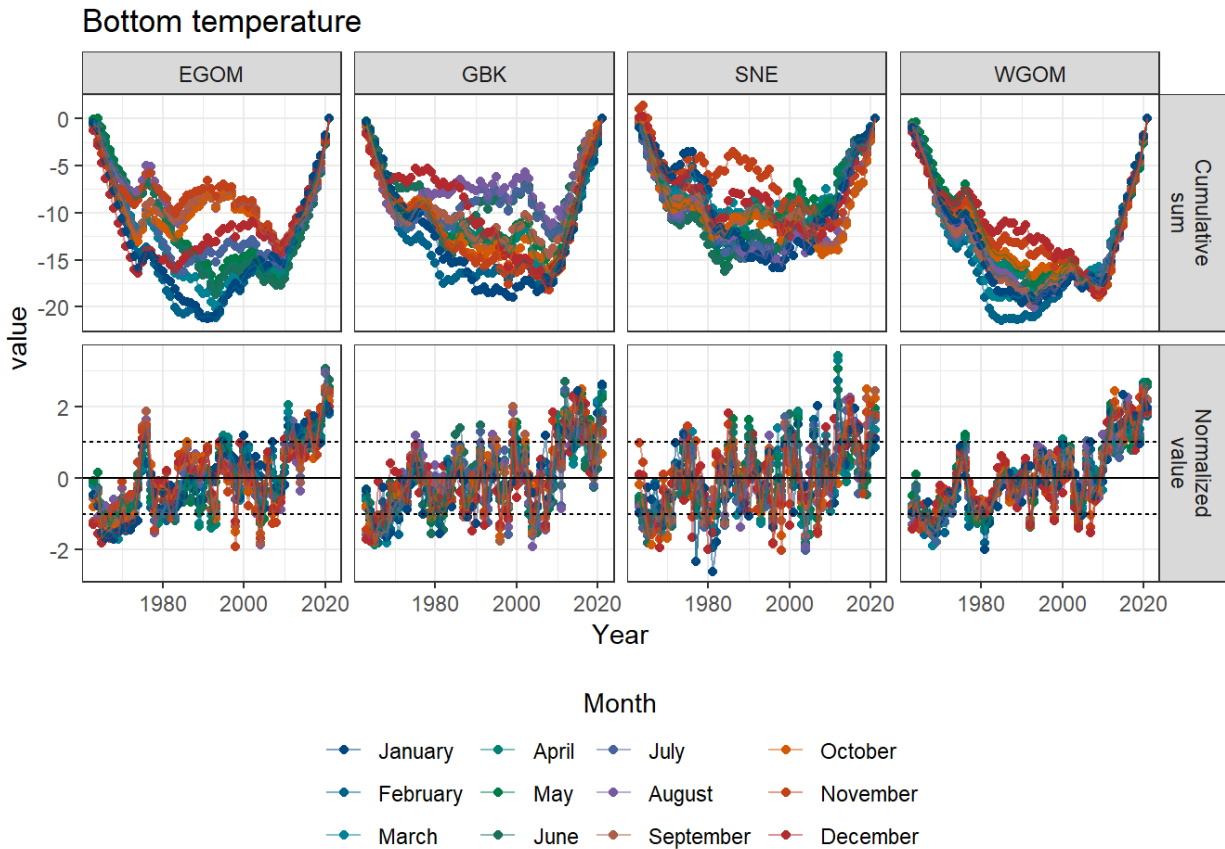 Bottom temperature
EGOM GBK SNE WGOM
0
-5
-10
-15
-20
Cumulative
sum
value
2
0
-1
-2
Normalized
value
1980 2000 2020 1980 2000 2020 1980 2000 2020 1980 2000 2020
Year
Month
January April July October
February May August November
March June September December